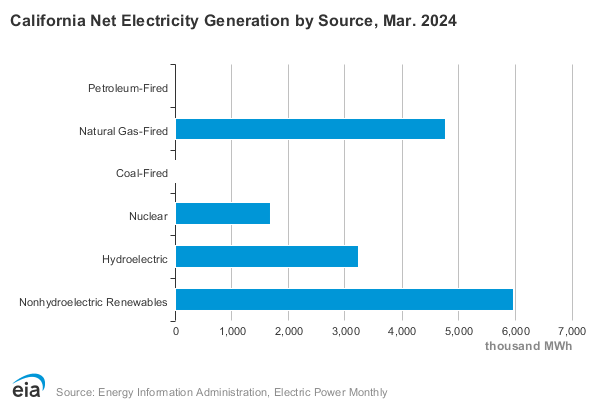 California Net Electricity Generation by Source, Mar. 2024
Petroleum-Fired
Natural Gas-Fired
Coal-Fired
Nuclear
Hydroelectric
Nonhydroelectric Renewables
0 1,000 2,000 3,000 4,000 5,000 6,000 7,000
thousand MWh
eia Source: Energy Information Administration, Electric Power Monthly